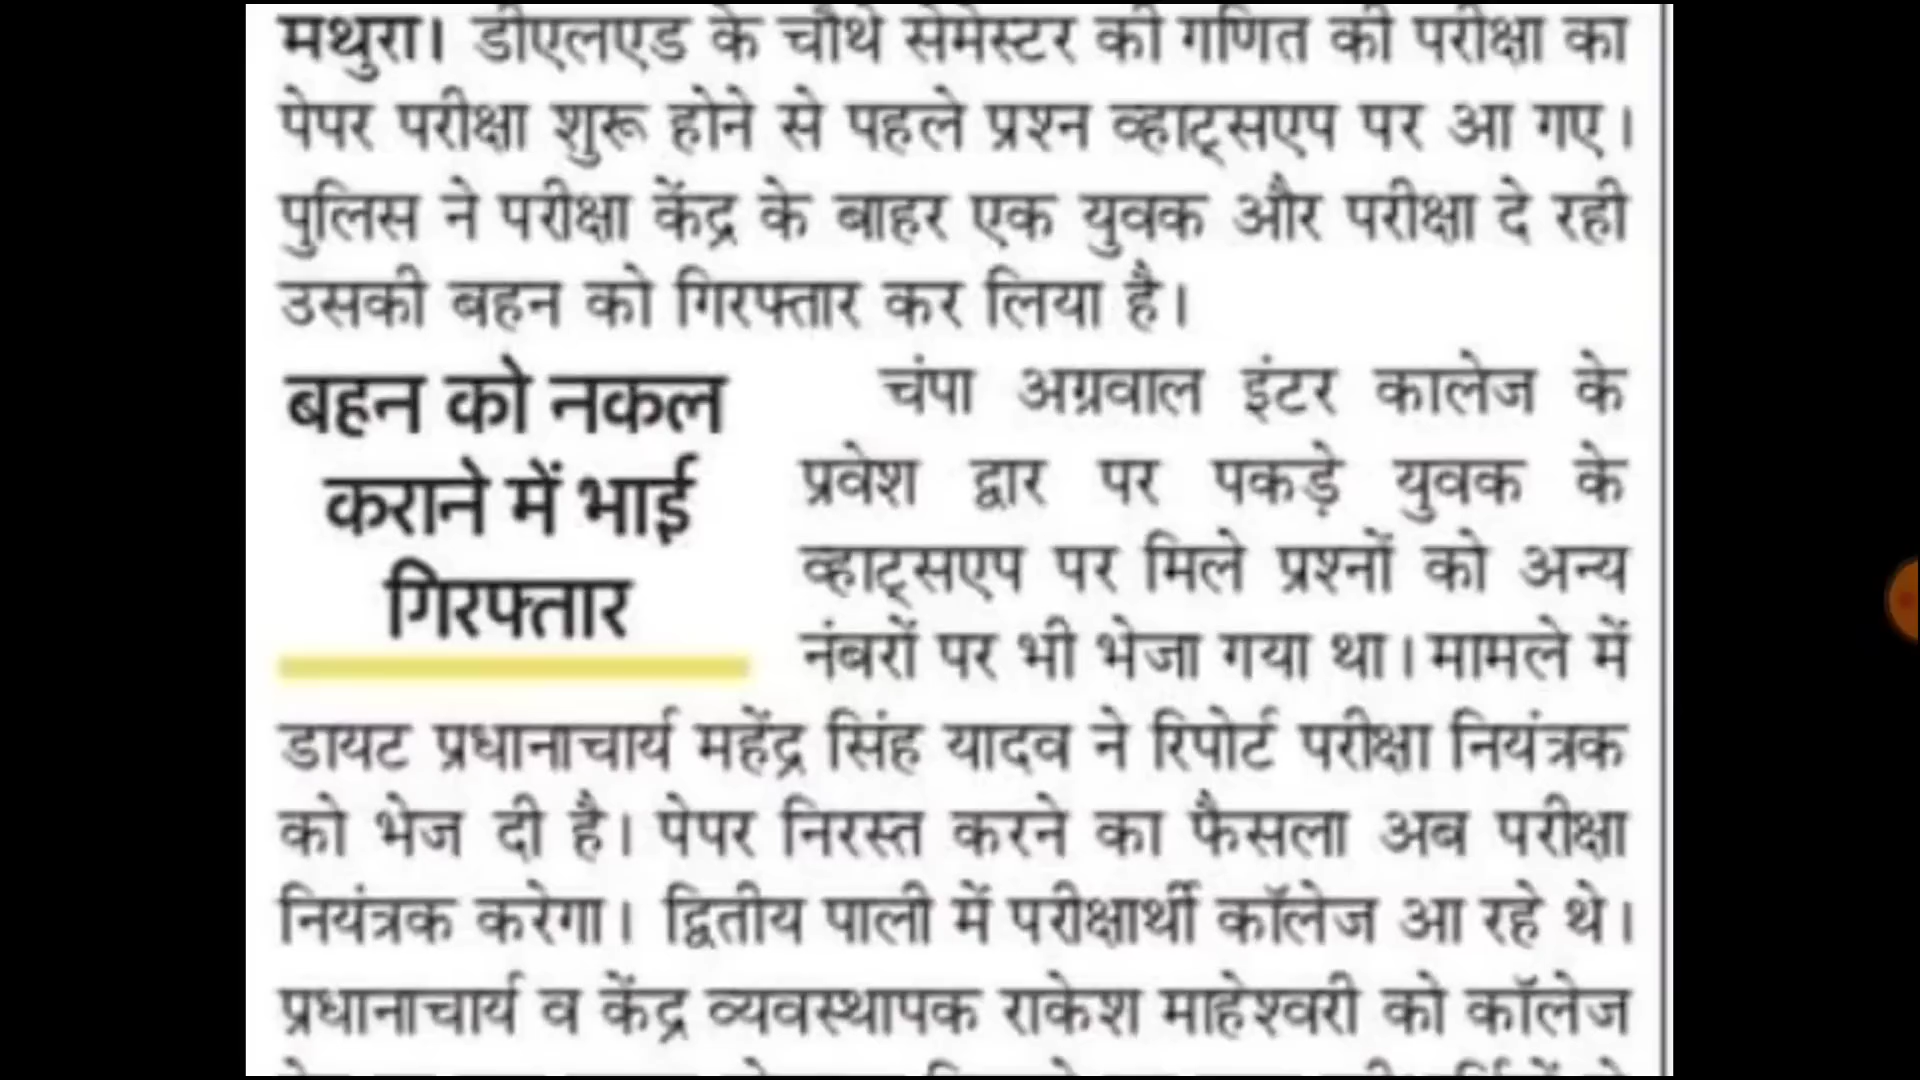 मथुरा। डीएलएड के चौथे सेमेस्टर की गणित की परीक्षा का
पेपर परीक्षा शुरू होने से पहले प्रश्न व्हाट्सएप पर आ गए।
पुलिस ने परीक्षा केंद्र के बाहर एक युवक और परीक्षा दे रही
उसकी बहन को गिरफ्तार कर लिया है।
बहन को नकल
कराने में भाई
गिरफ्तार
चंपा अग्रवाल इंटर कालेज के
प्रवेश द्वार पर पकड़े युवक के
व्हाट्सएप पर मिले प्रश्नों को अन्य
नंबरों पर भी भेजा गया था। मामले में
डायट प्रधानाचार्य महेंद्र सिंह यादव ने रिपोर्ट परीक्षा नियंत्रक
को भेज दी है। पेपर निरस्त करने का फैसला अब परीक्षा
नियंत्रक करेगा। द्वितीय पाली में परीक्षार्थी कॉलेज आ रहे थे।
प्रधानाचार्य व केंद्र व्यवस्थापक राकेश माहेश्वरी को कॉलेज